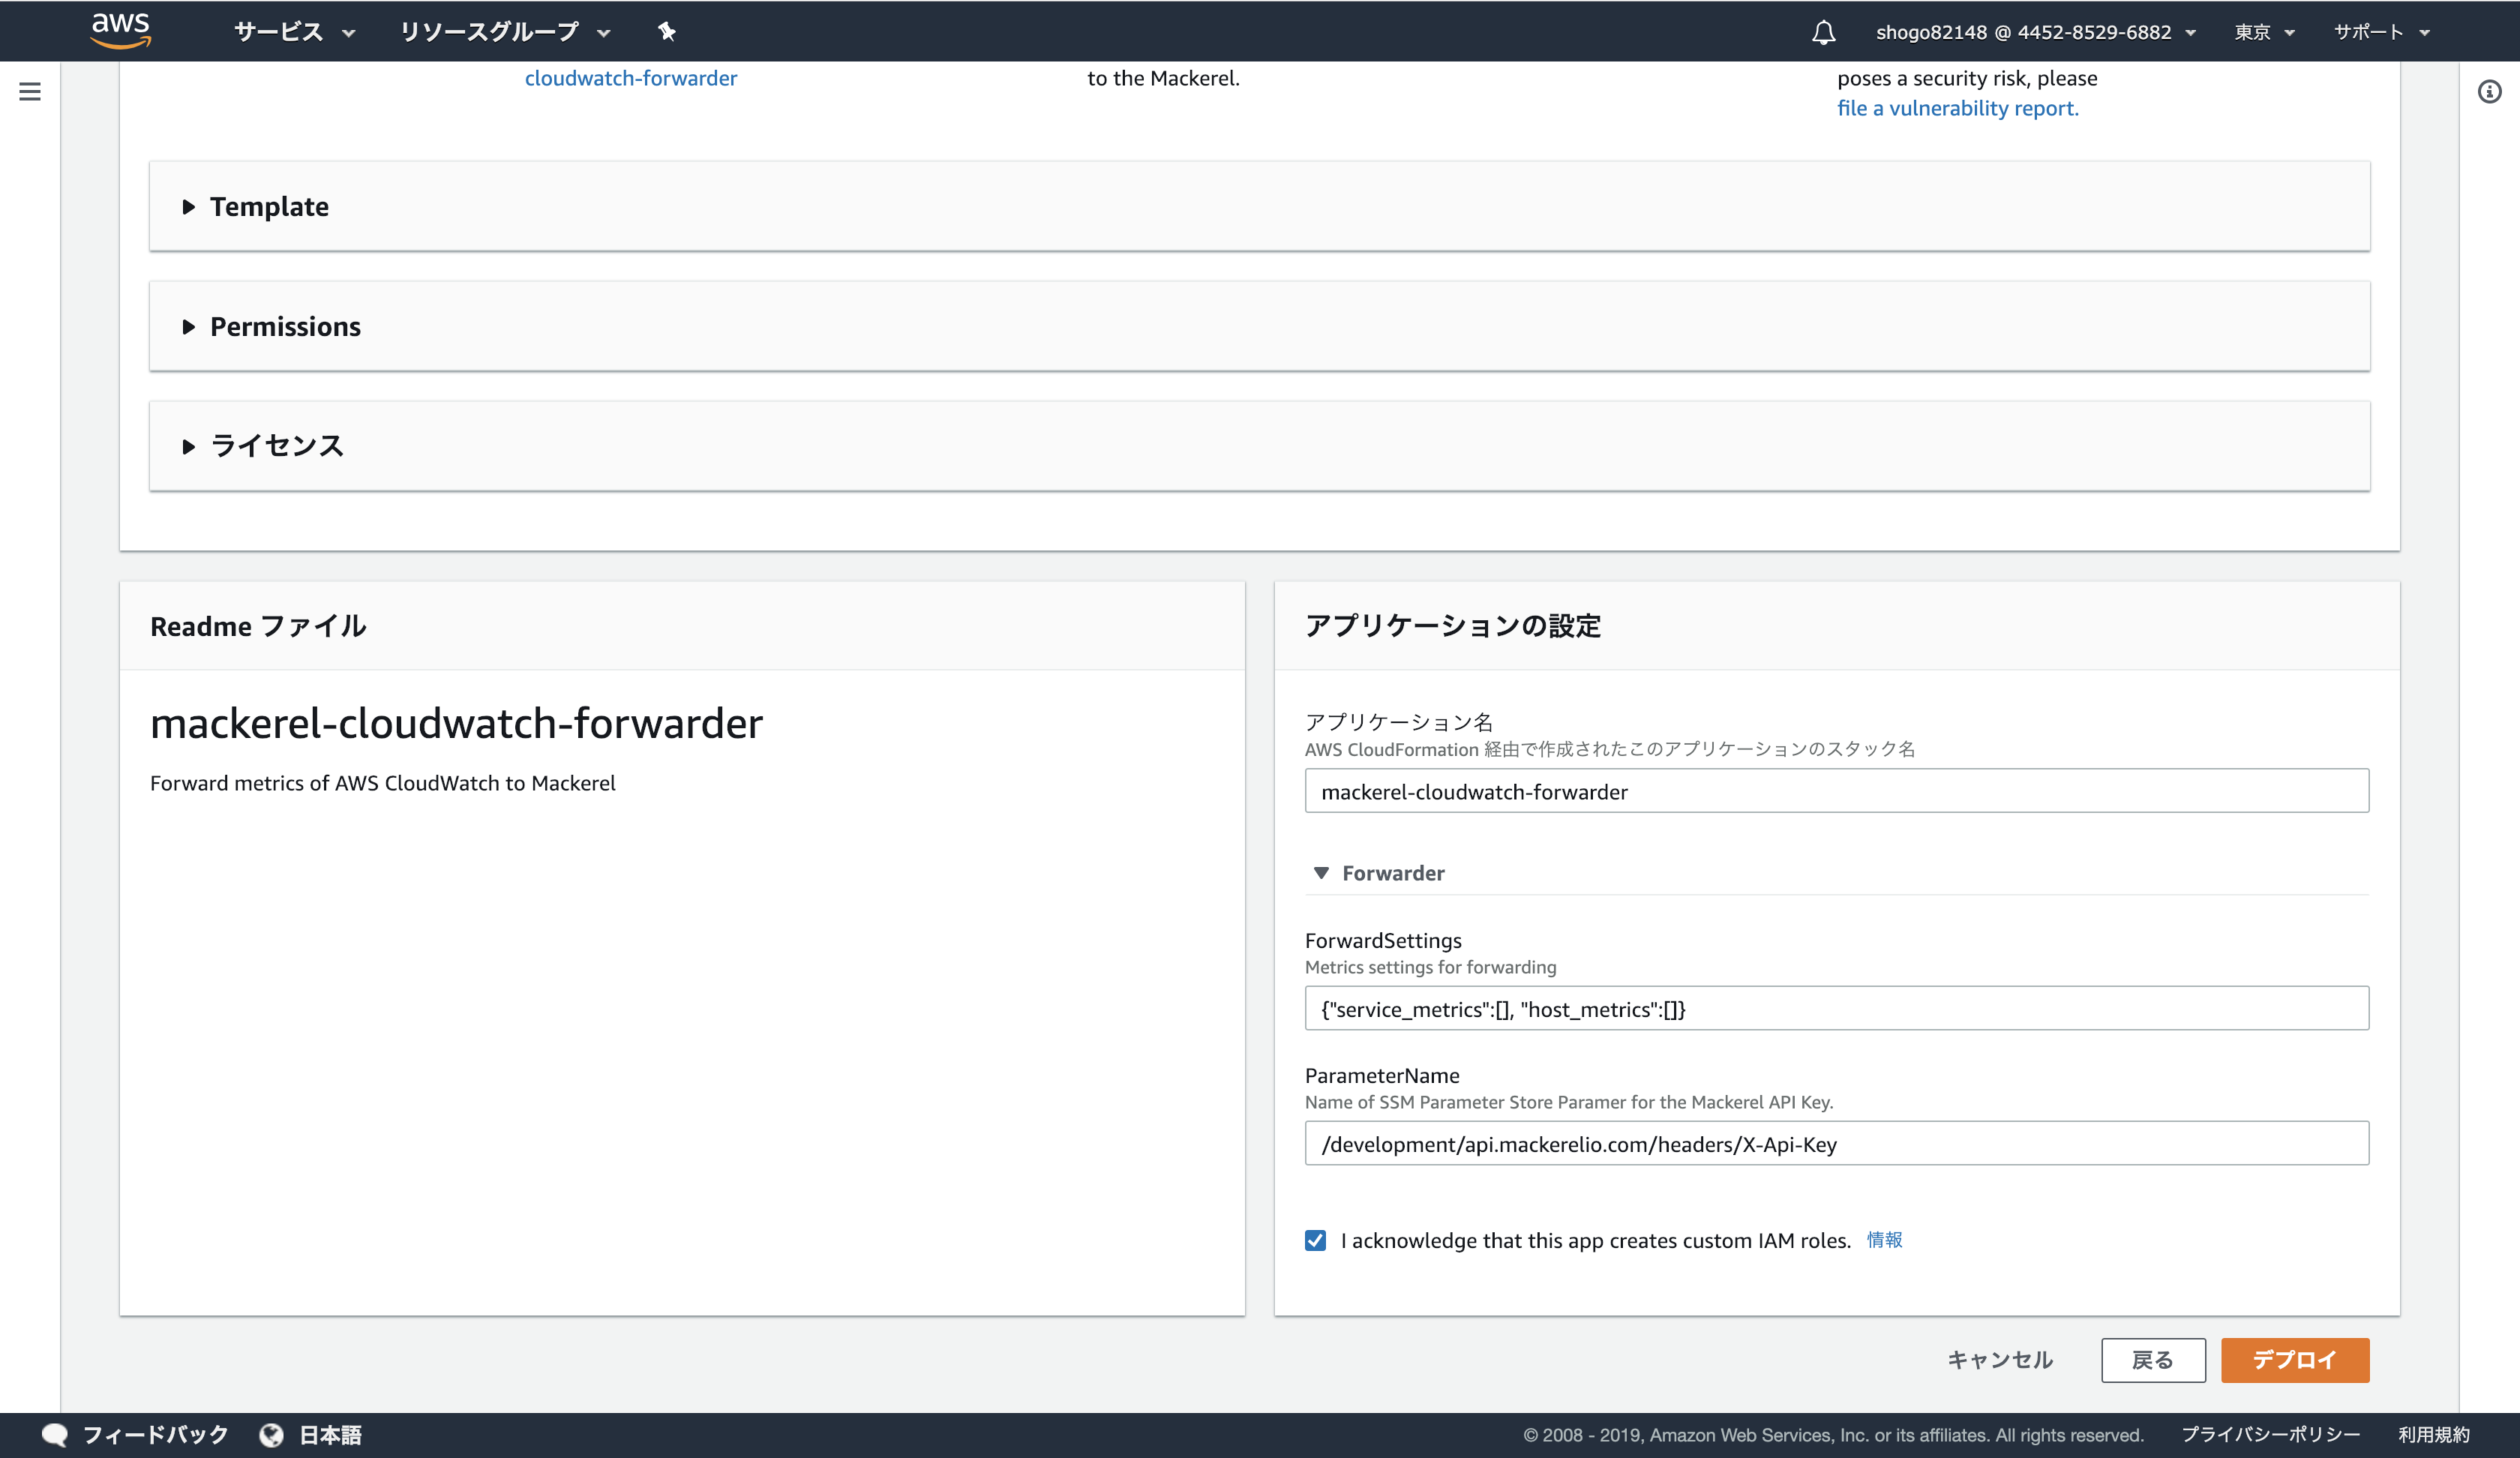 aws サービス リソースグループ shogo82148 @ 4452-8529-6882 東京 サポート
cloudwatch-forwarder
to the Mackerel.
poses a security risk, please
file a vulnerability report.
Template
Permissions
ライセンス
Readme ファイル
mackerel-cloudwatch-forwarder
Forward metrics of AWS CloudWatch to Mackerel
アプリケーションの設定
アプリケーション名
AWS CloudFormation 経由で作成されたこのアプリケーションのスタック名
mackerel-cloudwatch-forwarder
Forwarder
ForwardSettings
Metrics settings for forwarding
{"service_metrics":[], "host_metrics":[]}
ParameterName
Name of SSM Parameter Store Paramer for the Mackerel API Key.
/development/api.mackerelio.com/headers/X-Api-Key
I acknowledge that this app creates custom IAM roles. 情報
キャンセル 戻る デプロイ
フィードバック 日本語 © 2008 - 2019, Amazon Web Services, Inc. or its affiliates. All rights reserved. プライバシーポリシー 利用規約